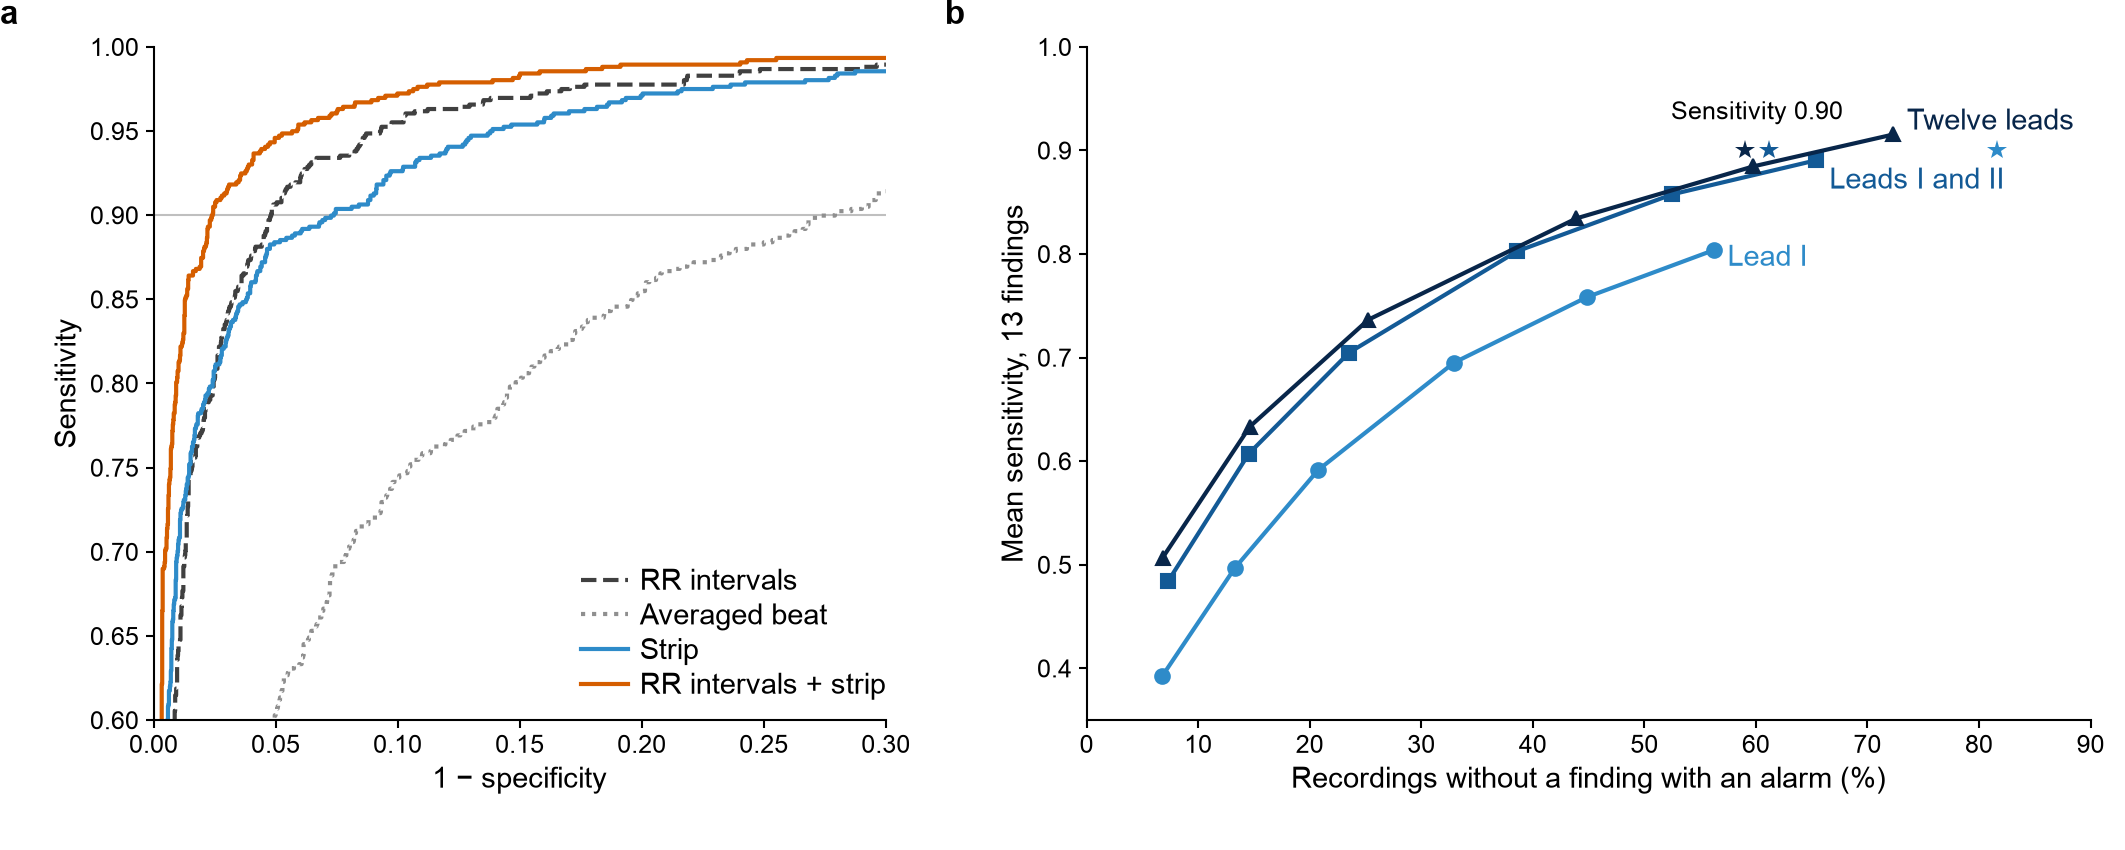 a
1.00
0.95
0.90
0.85
0.80
0.75
0.70
0.65
0.60
Sensitivity
0.00 0.05 0.10 0.15 0.20 0.25 0.30
1 − specificity
RR intervals
Averaged beat
Strip
RR intervals + strip
b
1.0
0.9
0.8
0.7
0.6
0.5
0.4
Mean sensitivity, 13 findings
0 10 20 30 40 50 60 70 80 90
Recordings without a finding with an alarm (%)
Sensitivity 0.90
Twelve leads
Leads I and II
Lead I